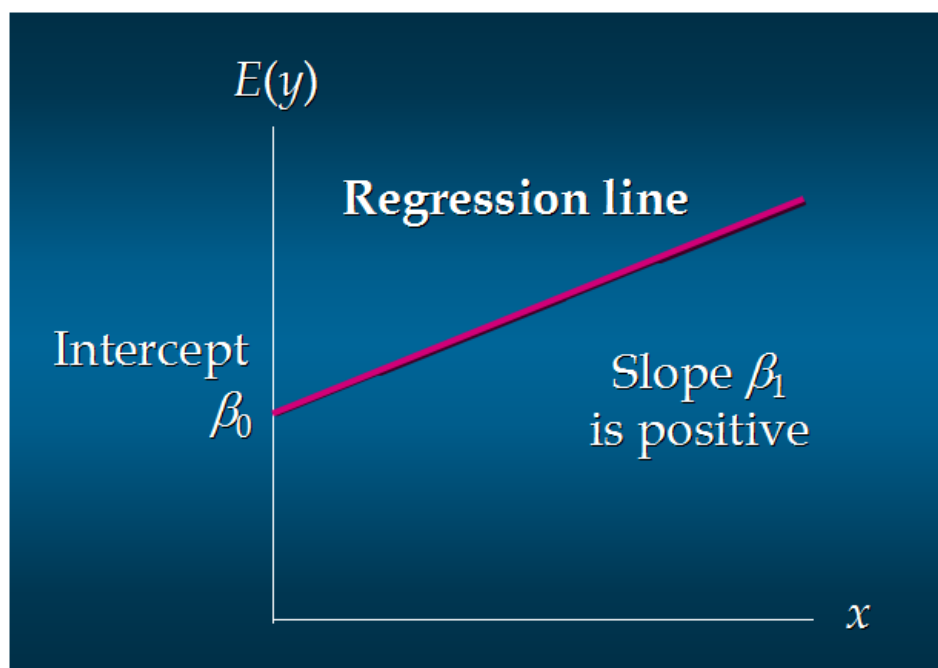 E(y)
Regression line
Intercept
β₀
Slope β₁
is positive
x